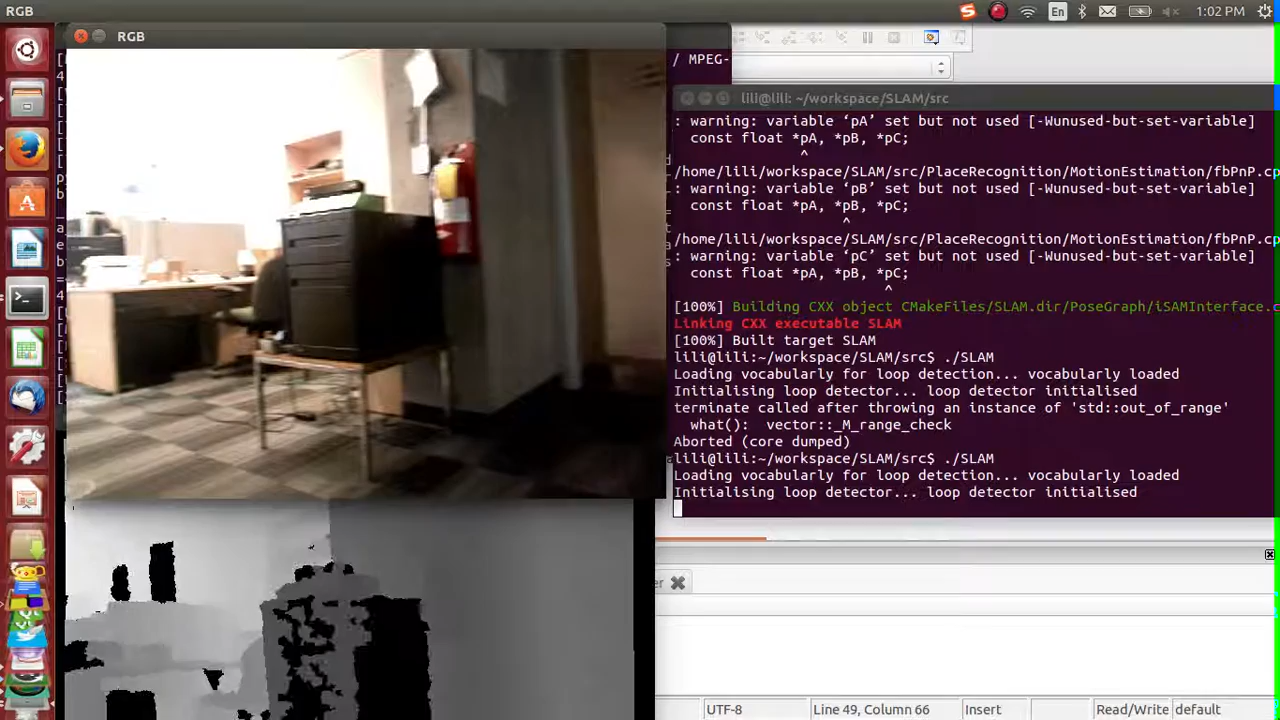 RGB
En
1:02 PM
RGB
/ MPEG-
lili@lili: ~/workspace/SLAM/src
: warning: variable ‘pA’ set but not used [-Wunused-but-set-variable]
const float *pA, *pB, *pC;
^
/home/lili/workspace/SLAM/src/PlaceRecognition/MotionEstimation/fbPnP.cp
: warning: variable ‘pB’ set but not used [-Wunused-but-set-variable]
const float *pA, *pB, *pC;
^
/home/lili/workspace/SLAM/src/PlaceRecognition/MotionEstimation/fbPnP.cp
: warning: variable ‘pC’ set but not used [-Wunused-but-set-variable]
const float *pA, *pB, *pC;
^
[100%] Building CXX object CMakeFiles/SLAM.dir/PoseGraph/iSAMInterface.c
Linking CXX executable SLAM
[100%] Built target SLAM
lili@lili:~/workspace/SLAM/src$ ./SLAM
Loading vocabularly for loop detection... vocabularly loaded
Initialising loop detector... loop detector initialised
terminate called after throwing an instance of 'std::out_of_range'
what():  vector::_M_range_check
Aborted (core dumped)
lili@lili:~/workspace/SLAM/src$ ./SLAM
Loading vocabularly for loop detection... vocabularly loaded
Initialising loop detector... loop detector initialised
er
UTF-8
Line 49, Column 66
Insert
Read/Write
default